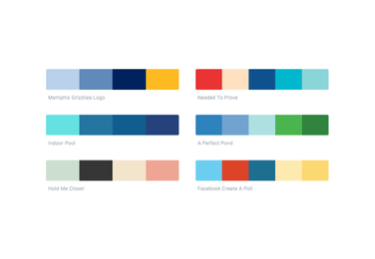 Memphis Grizzlies Logo
Needed To Prove
Indoor Pool
A Perfect Pond
Hold Me Closer
Facebook Create A Poll